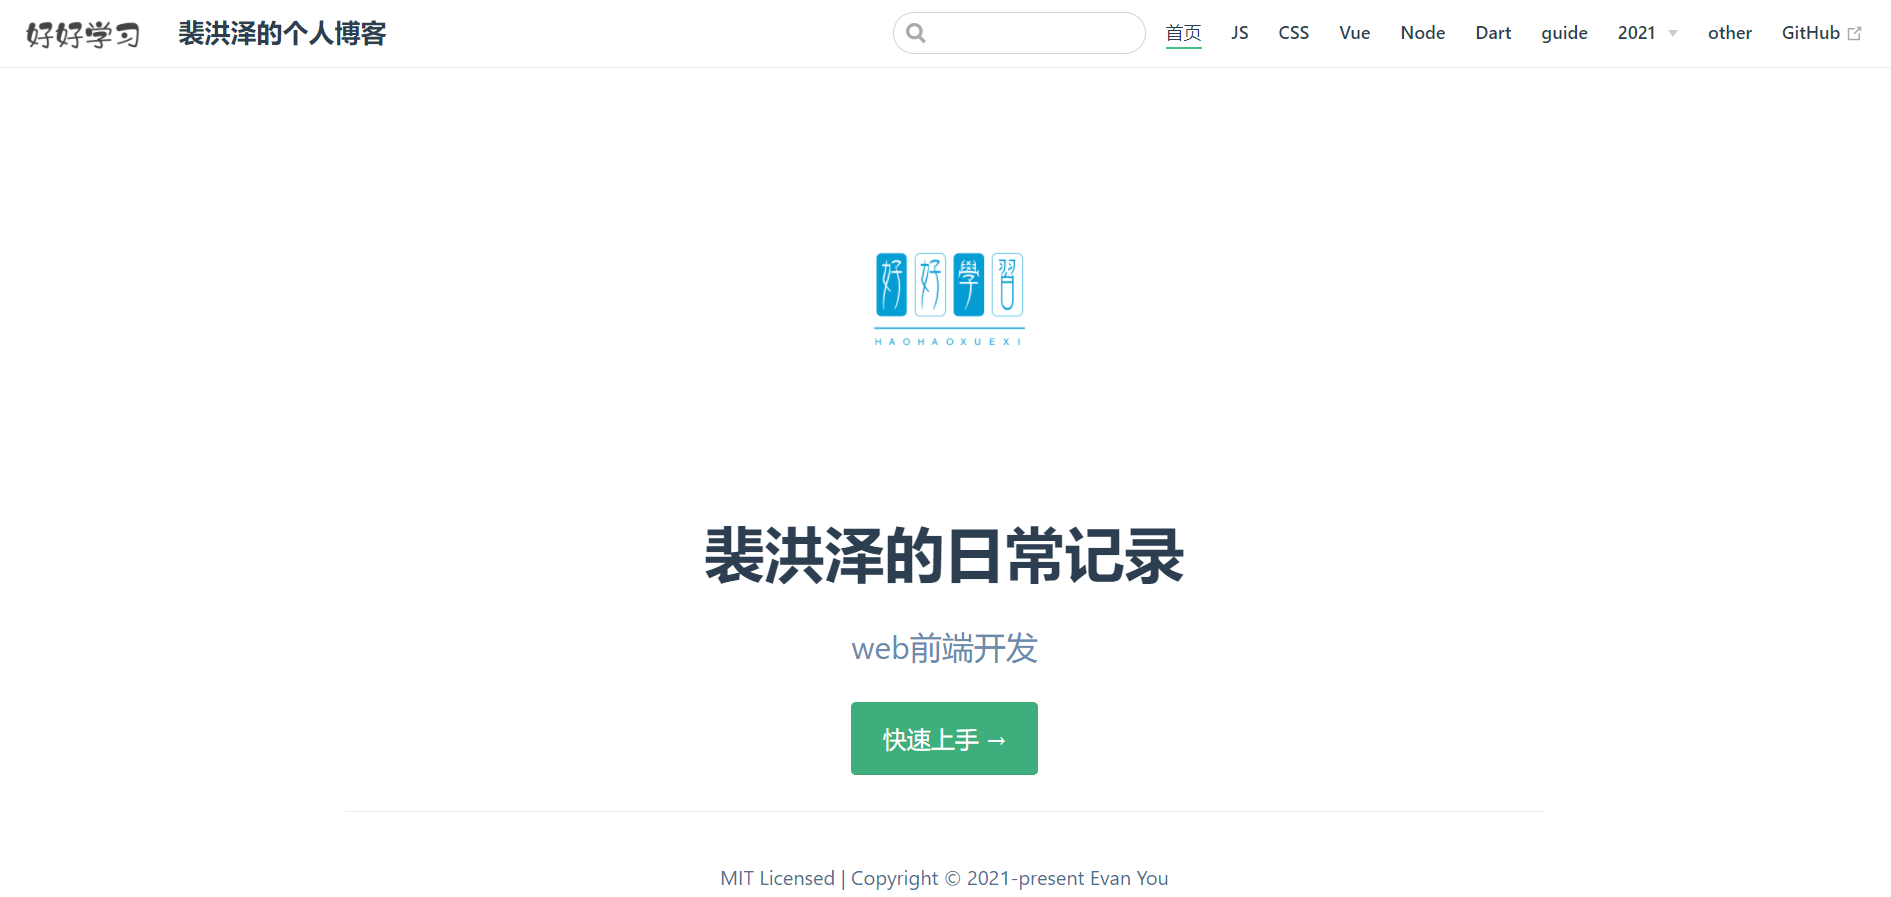 好好学习 裴洪泽的个人博客 首页 JS CSS Vue Node Dart guide 2021 other GitHub
好好學習
HAOHAOXUEXI
裴洪泽的日常记录
web前端开发
快速上手 →
MIT Licensed | Copyright © 2021-present Evan You